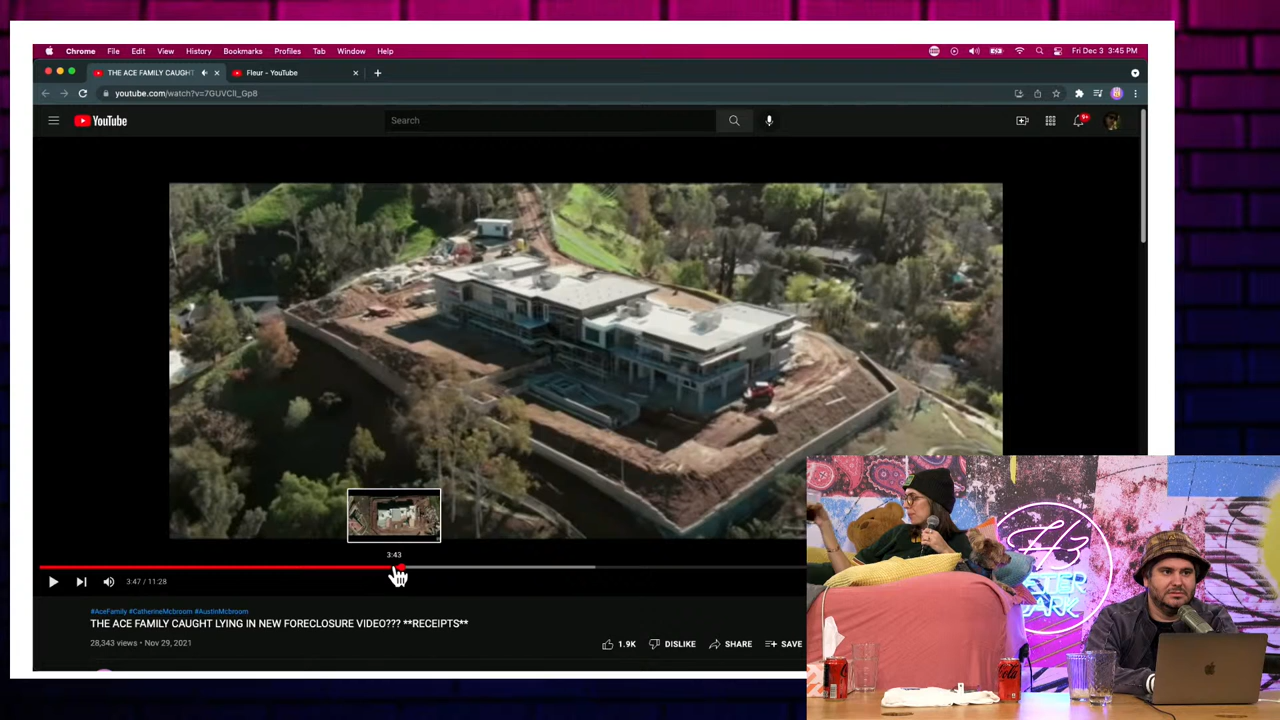 Chrome File Edit View History Bookmarks Profiles Tab Window Help
Fri Dec 3 3:45 PM
THE ACE FAMILY CAUGHT
Fleur - YouTube
youtube.com/watch?v=7GUVCll_Gp8
YouTube
Search
9+
3:43
3:47 / 11:28
#AceFamily #CatherineMcbroom #AustinMcbroom
THE ACE FAMILY CAUGHT LYING IN NEW FORECLOSURE VIDEO??? **RECEIPTS**
28,343 views • Nov 29, 2021
1.9K DISLIKE SHARE SAVE
H3
DARK